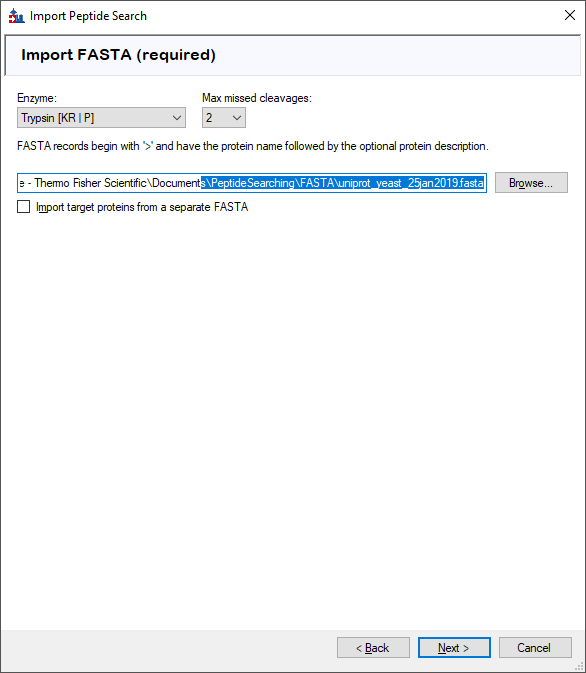 Import Peptide Search
Import FASTA (required)
Enzyme: Max missed cleavages:
Trypsin [KR | P] 2
FASTA records begin with '>' and have the protein name followed by the optional protein description.
e - Thermo Fisher Scientific\Documents\PeptideSearching\FASTA\uniprot_yeast_25jan2019.fasta Browse...
Import target proteins from a separate FASTA
< Back Next > Cancel